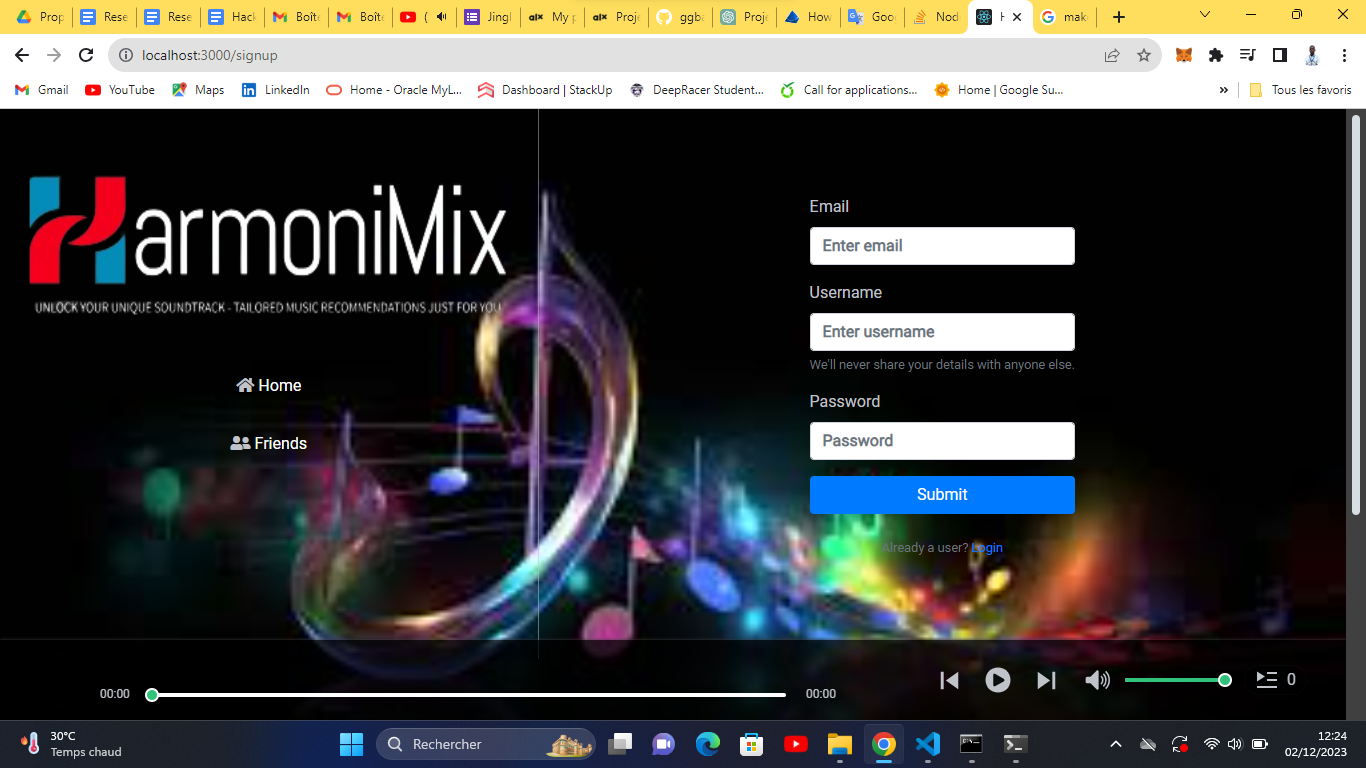 Prop
Rese
Rese
Hack
Boîte
Boîte
(
Jingl
My p
Proje
ggba
Proje
How
Goo
Nod
H
mak
localhost:3000/signup
Gmail
YouTube
Maps
LinkedIn
Home - Oracle MyL...
Dashboard | StackUp
DeepRacer Student...
Call for applications...
Home | Google Su...
»
Tous les favoris
HarmoniMix
UNLOCK YOUR UNIQUE SOUNDTRACK - TAILORED MUSIC RECOMMENDATIONS JUST FOR YOU
Home
Friends
Email
Enter email
Username
Enter username
We'll never share your details with anyone else.
Password
Password
Submit
Already a user? Login
00:00
00:00
0
30°C
Temps chaud
Rechercher
12:24
02/12/2023